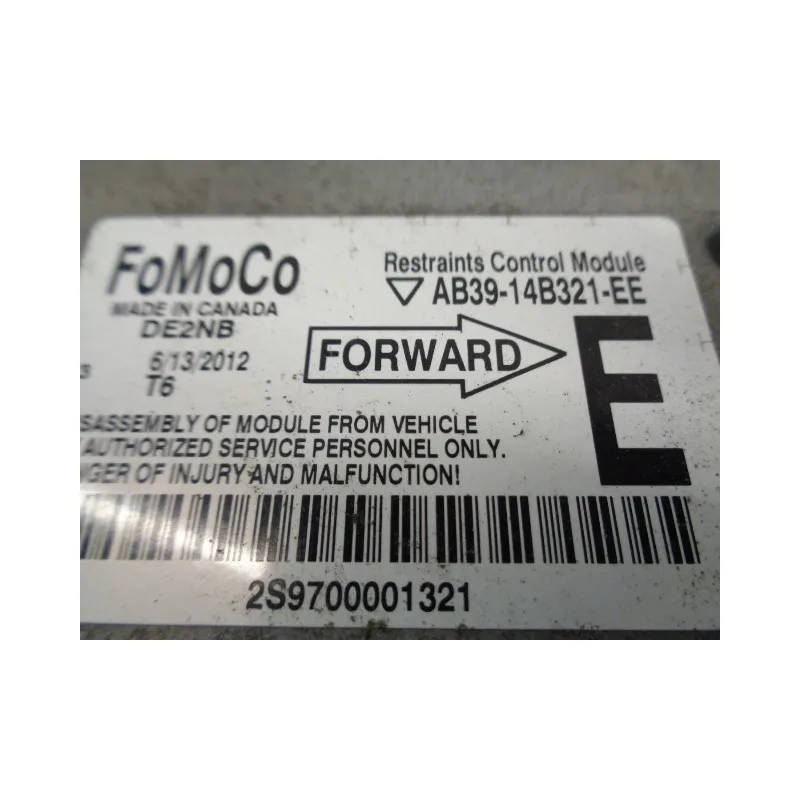 FoMoCo
MADE IN CANADA
DE2NB
6/13/2012
T6
Restraints Control Module
AB39-14B321-EE
FORWARD
E
SASSEMBLY OF MODULE FROM VEHICLE
AUTHORIZED SERVICE PERSONNEL ONLY.
NGER OF INJURY AND MALFUNCTION!
2S9700001321